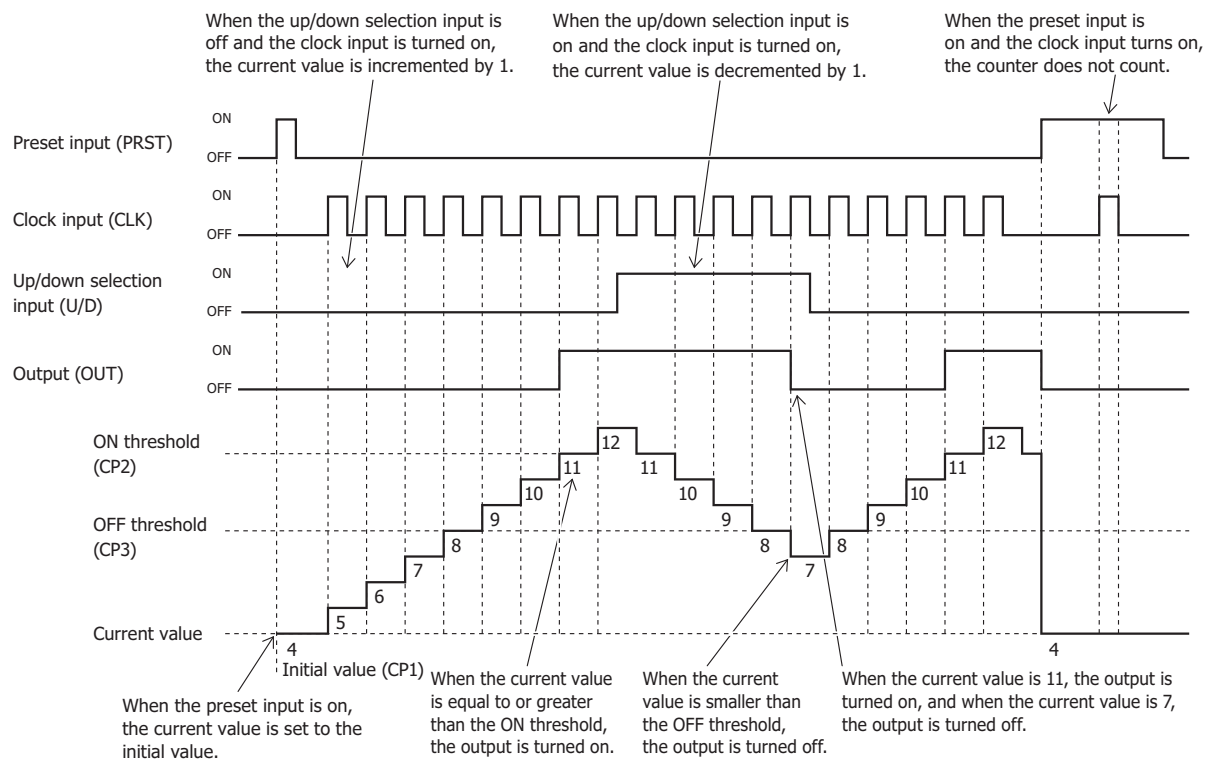 When the up/down selection input is
off and the clock input is turned on,
the current value is incremented by 1.
When the up/down selection input is
on and the clock input is turned on,
the current value is decremented by 1.
When the preset input is
on and the clock input turns on,
the counter does not count.
Preset input (PRST)
ON
OFF
Clock input (CLK)
ON
OFF
Up/down selection
input (U/D)
ON
OFF
Output (OUT)
ON
OFF
ON threshold
(CP2)
OFF threshold
(CP3)
Current value
4
5
6
7
8
9
10
11
12
11
10
9
8
7
8
9
10
11
12
4
Initial value (CP1)
When the preset input is on,
the current value is set to the
initial value.
When the current value
is equal to or greater
than the ON threshold,
the output is turned on.
When the current
value is smaller than
the OFF threshold,
the output is turned off.
When the current value is 11, the output is
turned on, and when the current value is 7,
the output is turned off.